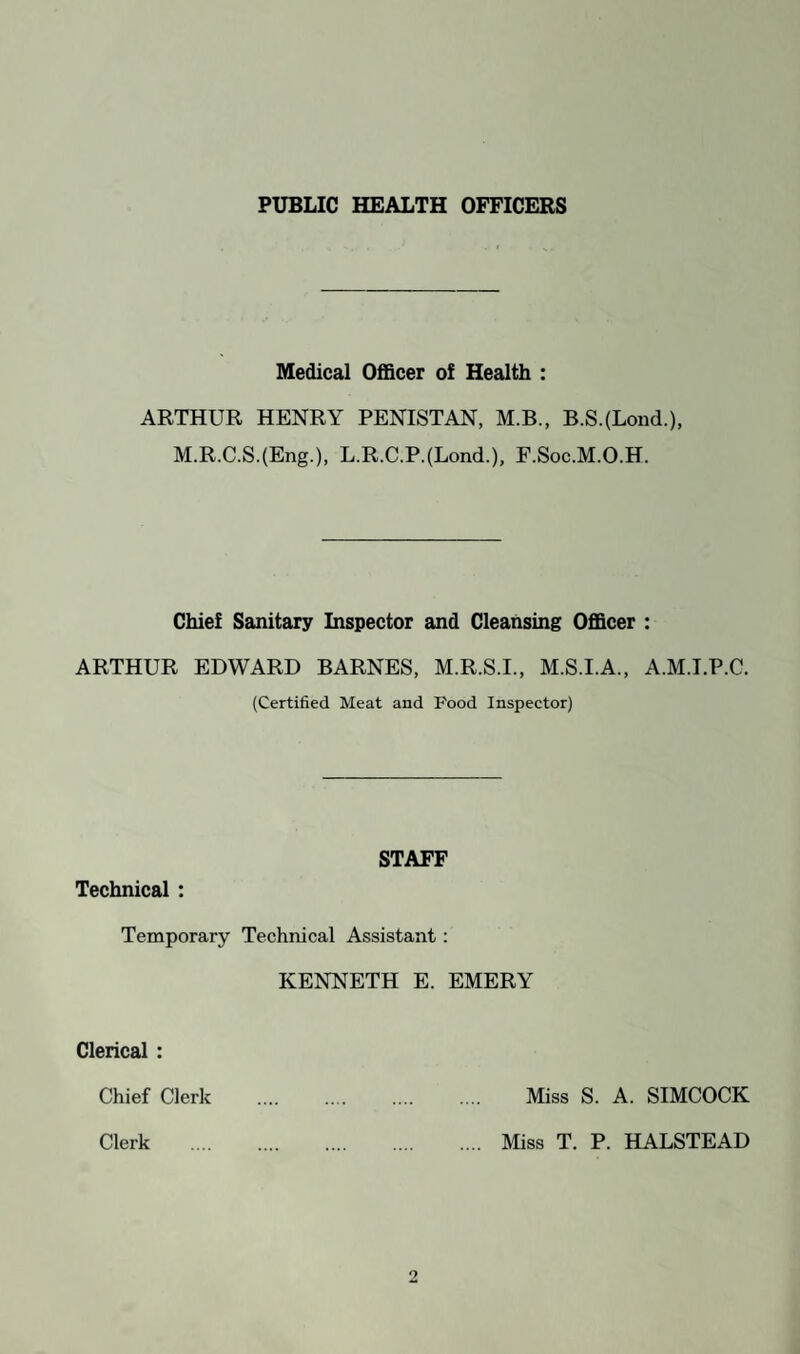 PUBLIC HEALTH OFFICERS
Medical Officer of Health :
ARTHUR HENRY PENISTAN, M.B., B.S.(Lond.),
M.R.C.S.(Eng.), L.R.C.P.(Lond.), F.Soc.M.O.H.
Chief Sanitary Inspector and Cleansing Officer :
ARTHUR EDWARD BARNES, M.R.S.I., M.S.I.A., A.M.I.P.C.
(Certified Meat and Food Inspector)
STAFF
Technical :
Temporary Technical Assistant :
KENNETH E. EMERY
Clerical :
Chief Clerk .... .... .... .... Miss S. A. SIMCOCK
Clerk .... .... .... .... .... Miss T. P. HALSTEAD
2